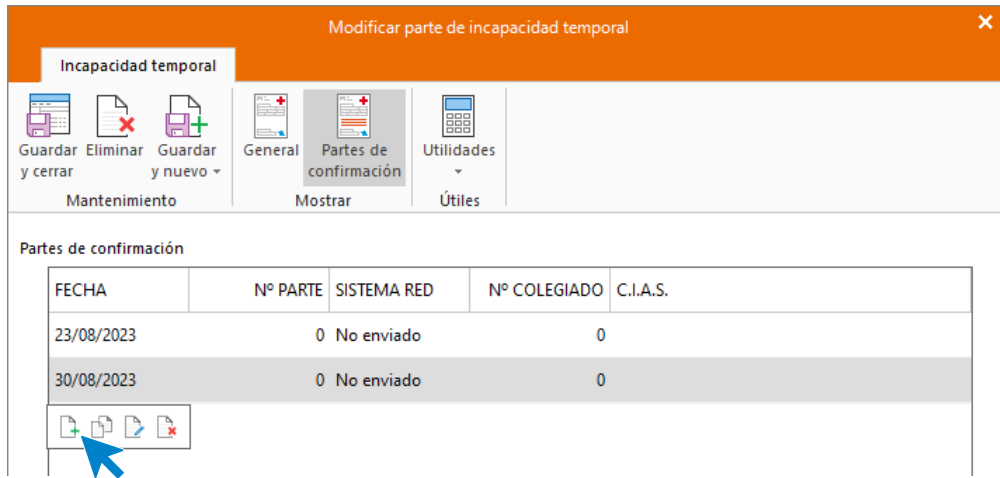 Modificar parte de incapacidad temporal
Incapacidad temporal
Guardar y cerrar
Eliminar
Guardar y nuevo
General
Partes de confirmación
Utilidades
Mantenimiento
Mostrar
Útiles
Partes de confirmación
FECHA Nº PARTE SISTEMA RED Nº COLEGIADO C.I.A.S.
23/08/2023 0 No enviado 0
30/08/2023 0 No enviado 0